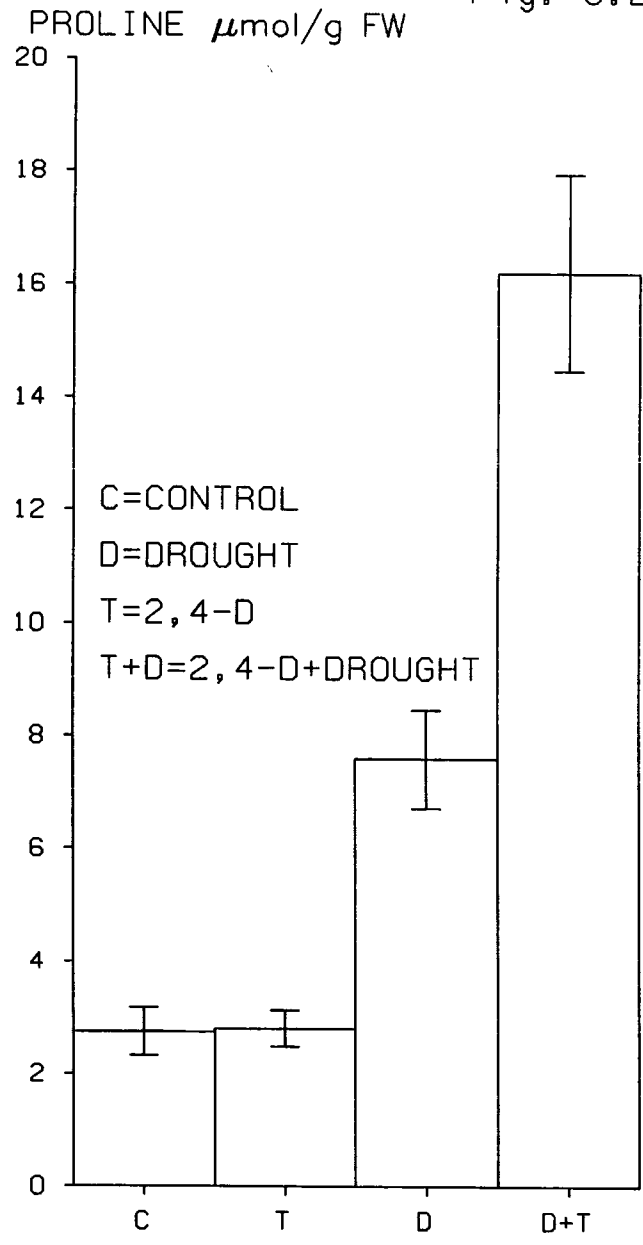 PROLINE µmol/g FW
20
18
16
14
12
10
8
6
4
2
0
C=CONTROL
D=DROUGHT
T=2,4-D
T+D=2,4-D+DROUGHT
C T D D+T